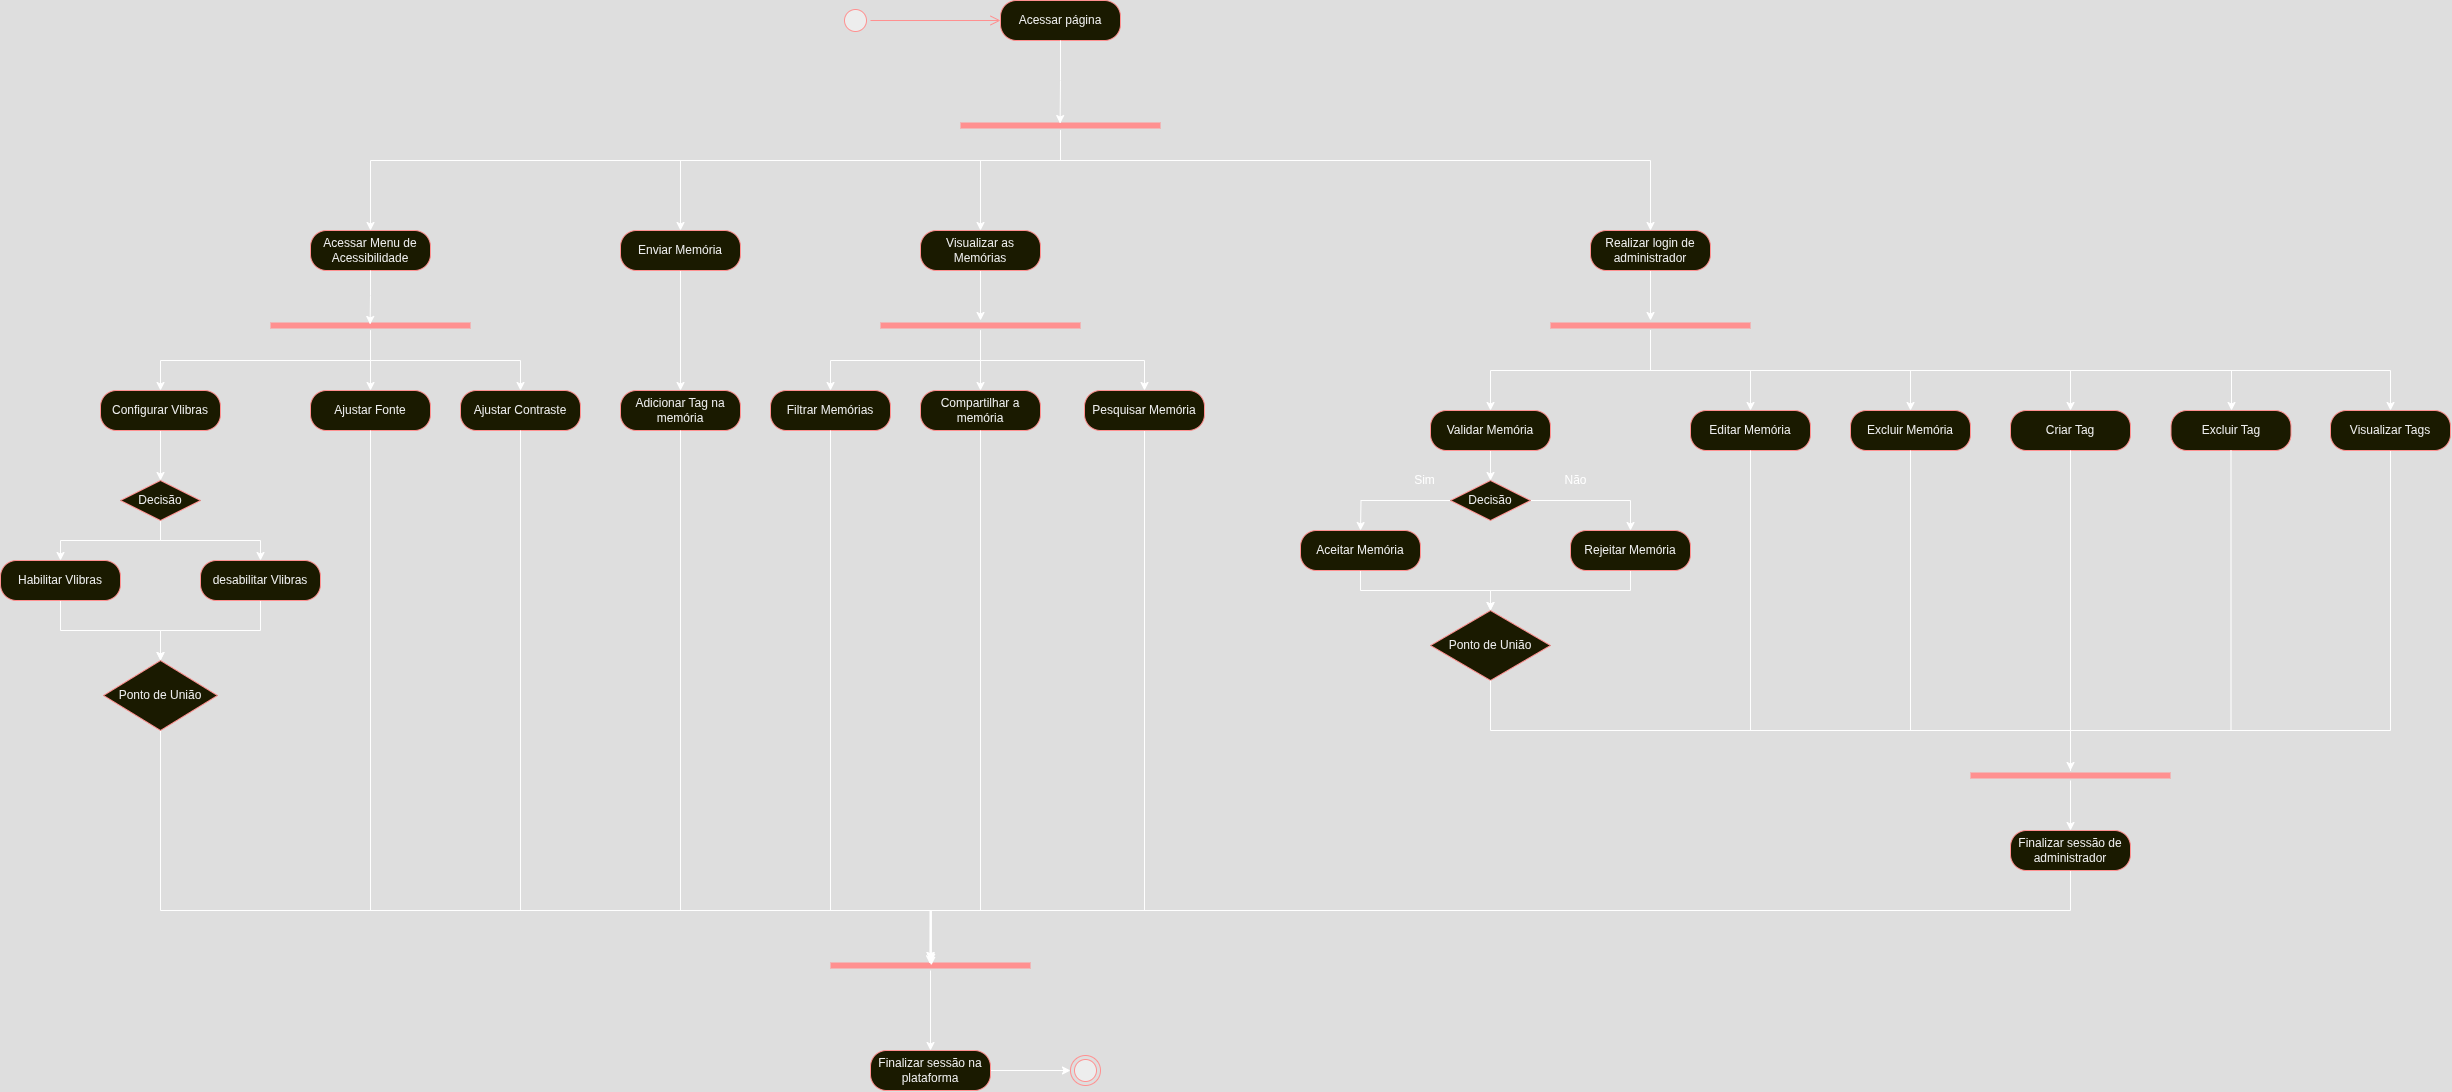 Acessar página
Acessar Menu de
Acessibilidade
Enviar Memória
Visualizar as
Memórias
Realizar login de
administrador
Configurar Vlibras
Ajustar Fonte
Ajustar Contraste
Adicionar Tag na
memória
Filtrar Memórias
Compartilhar a
memória
Pesquisar Memória
Validar Memória
Editar Memória
Excluir Memória
Criar Tag
Excluir Tag
Visualizar Tags
Sim
Não
Decisão
Decisão
Aceitar Memória
Rejeitar Memória
Habilitar Vlibras
desabilitar Vlibras
Ponto de União
Ponto de União
Finalizar sessão de
administrador
Finalizar sessão na
plataforma